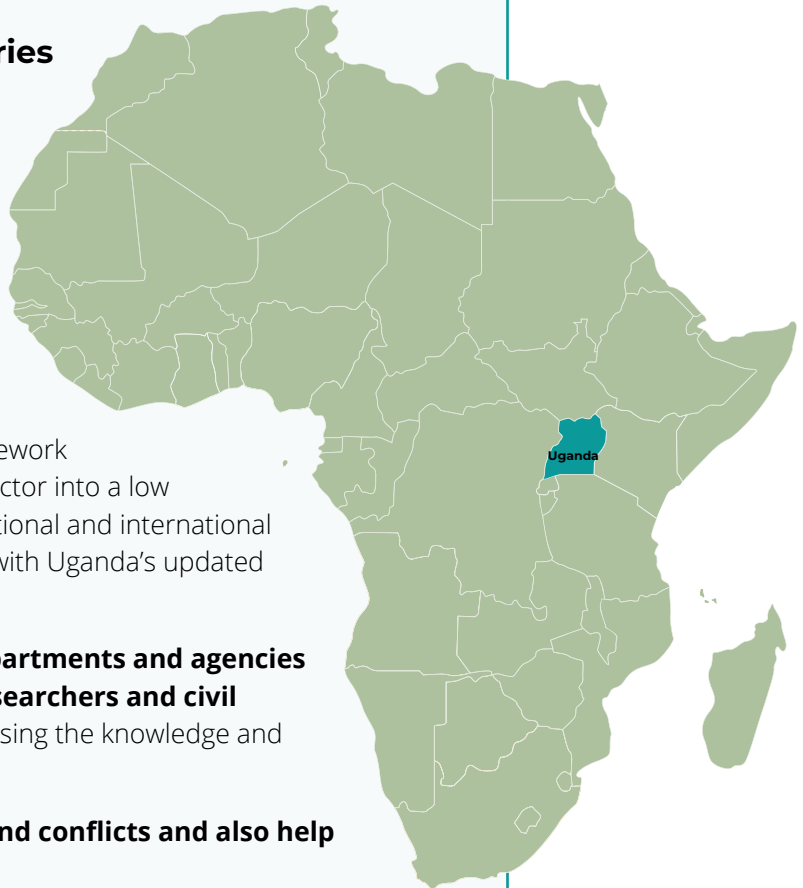 ries
ework
ctor into a low
tional and international
with Uganda’s updated
partments and agencies
searchers and civil
sing the knowledge and
nd conflicts and also help
Uganda